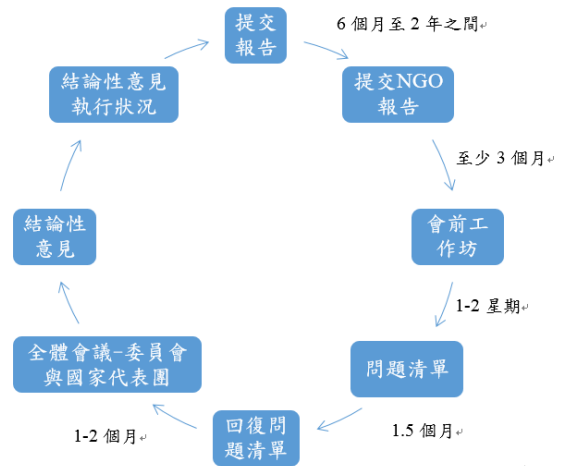 提交
報告
6 個月至 2 年之間
提交NGO
報告
至少 3 個月
會前工
作坊
1-2 星期
問題清單
1.5 個月
回復問
題清單
1-2 個月
全體會議-委員會
與國家代表團
結論性
意見
結論性意見
執行狀況